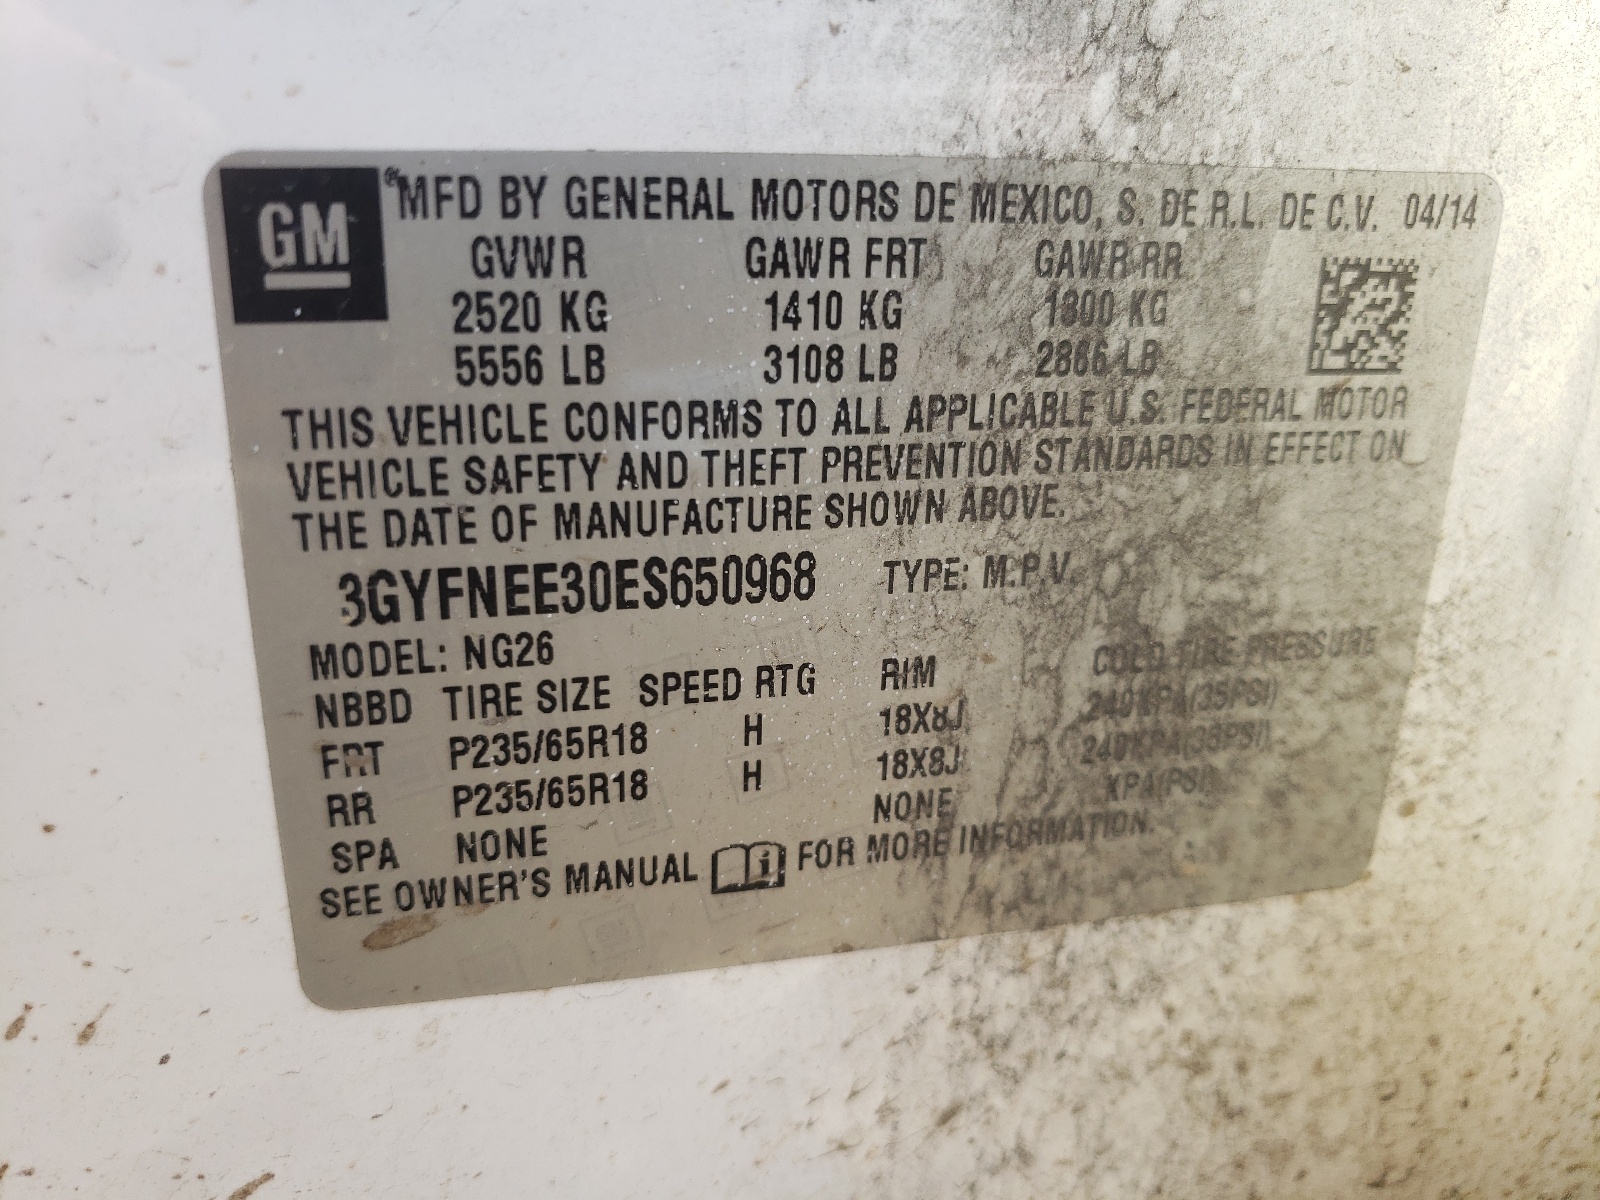 GM
®MFD BY GENERAL MOTORS DE MEXICO, S. DE R.L. DE C.V. 04/14
GVWR GAWR FRT GAWR RR
2520 KG 1410 KG 1300 KG
5556 LB 3108 LB 2866 LB
THIS VEHICLE CONFORMS TO ALL APPLICABLE U.S. FEDERAL MOTOR
VEHICLE SAFETY AND THEFT PREVENTION STANDARDS IN EFFECT ON
THE DATE OF MANUFACTURE SHOWN ABOVE.
3GYFNEE30ES650968 TYPE: M.P.V.
MODEL: NG26
NBBD TIRE SIZE SPEED RTG RIM COLD TIRE PRESSURE
FRT P235/65R18 H 18X8J 240KPA(35PSI)
RR P235/65R18 H 18X8J 240KPA(35PSI)
SPA NONE NONE KPA(PSI)
SEE OWNER'S MANUAL FOR MORE INFORMATION.